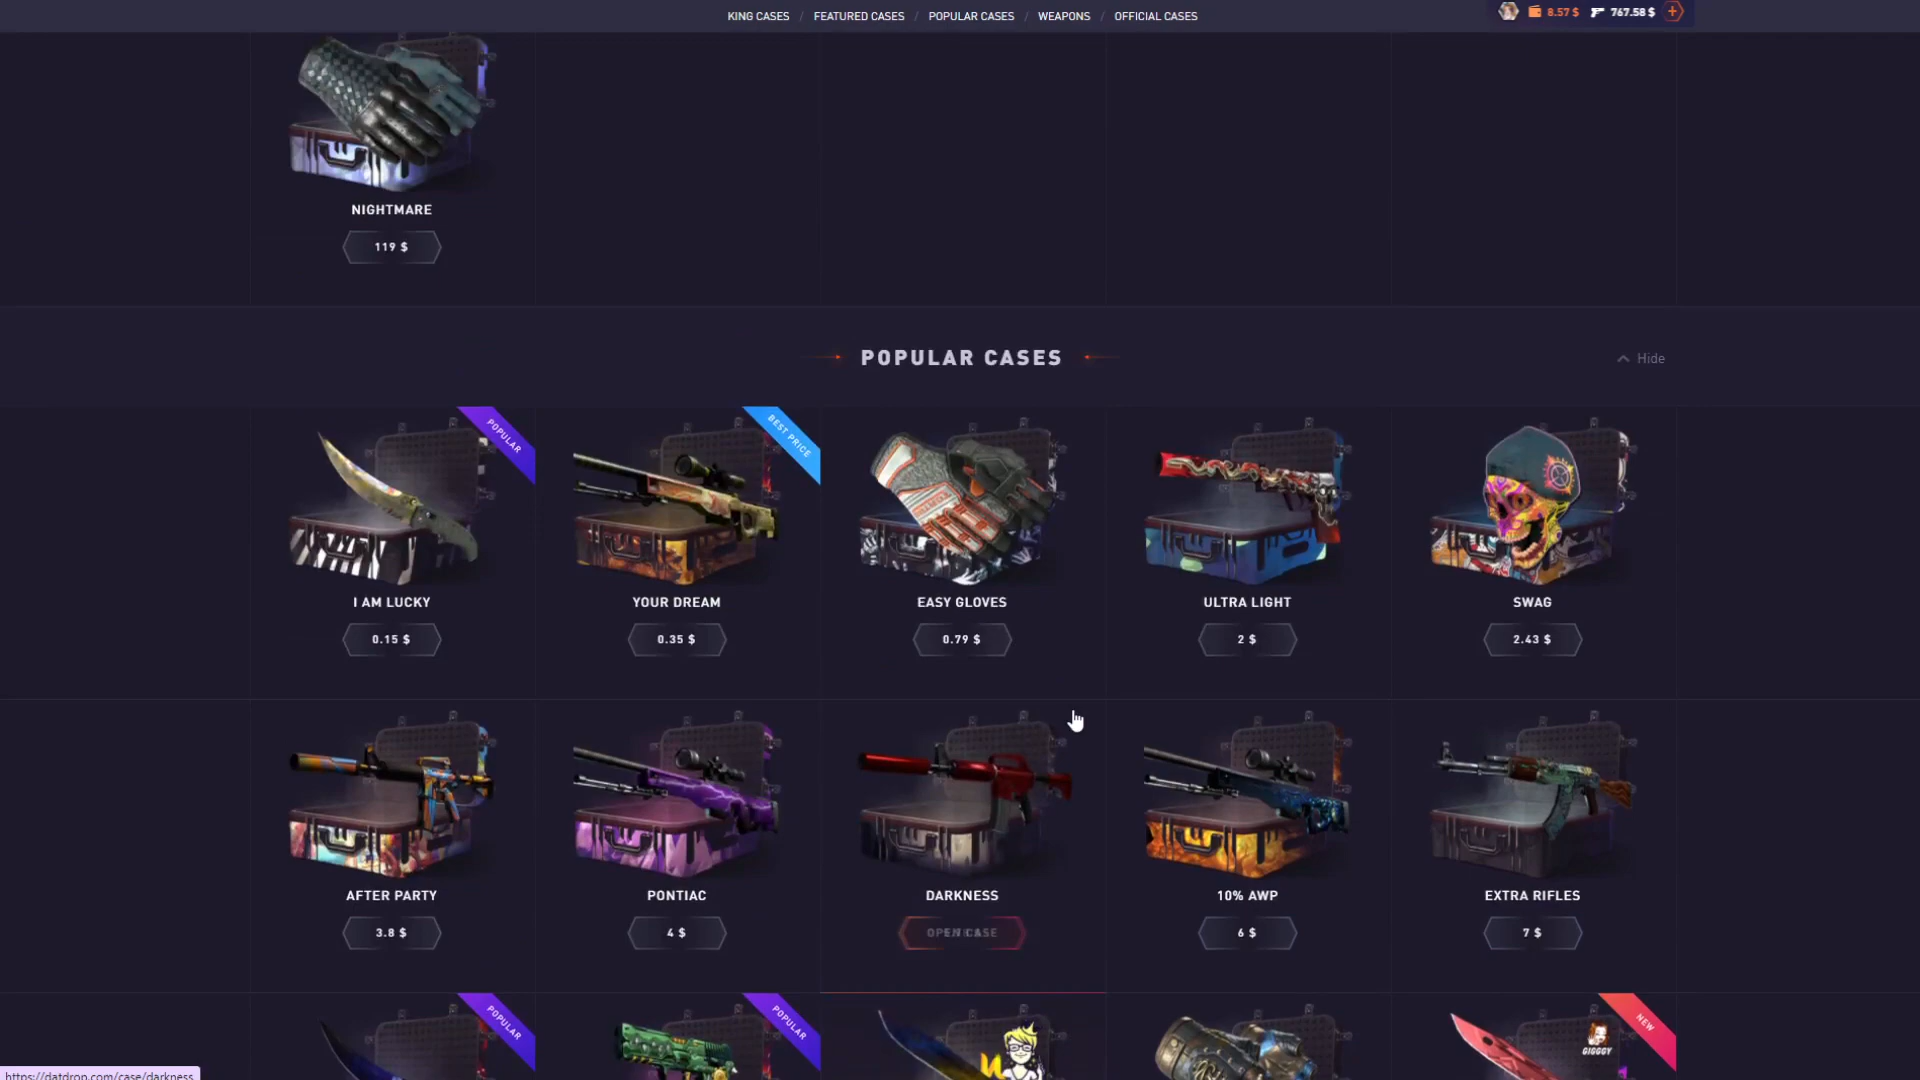 KING CASES / FEATURED CASES / POPULAR CASES / WEAPONS / OFFICIAL CASES
8.57 $ 767.58 $
NIGHTMARE
119 $
POPULAR CASES
Hide
POPULAR
BEST PRICE
I AM LUCKY
YOUR DREAM
EASY GLOVES
ULTRA LIGHT
SWAG
0.15 $
0.35 $
0.79 $
2 $
2.43 $
AFTER PARTY
PONTIAC
DARKNESS
10% AWP
EXTRA RIFLES
3.8 $
4 $
OPEN CASE
6 $
7 $
POPULAR
POPULAR
NEW
GIGGGY
https://datdrop.com/case/darkness